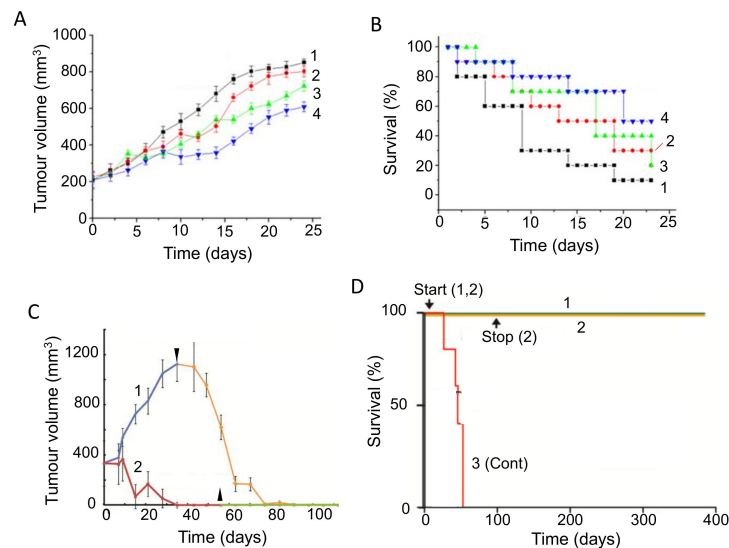 A
Tumour volume (mm³)
1000
800
600
400
200
0
0 5 10 15 20 25
Time (days)
1
2
3
4
B
Survival (%)
100
80
60
40
20
0
0 5 10 15 20 25
Time (days)
4
2
3
1
C
Tumour volume (mm³)
1200
800
400
0
0 20 40 60 80 100
Time (days)
1
2
D
Start (1,2)
Survival (%)
100
50
0
0 100 200 300 400
Time (days)
1
2
Stop (2)
3 (Cont)